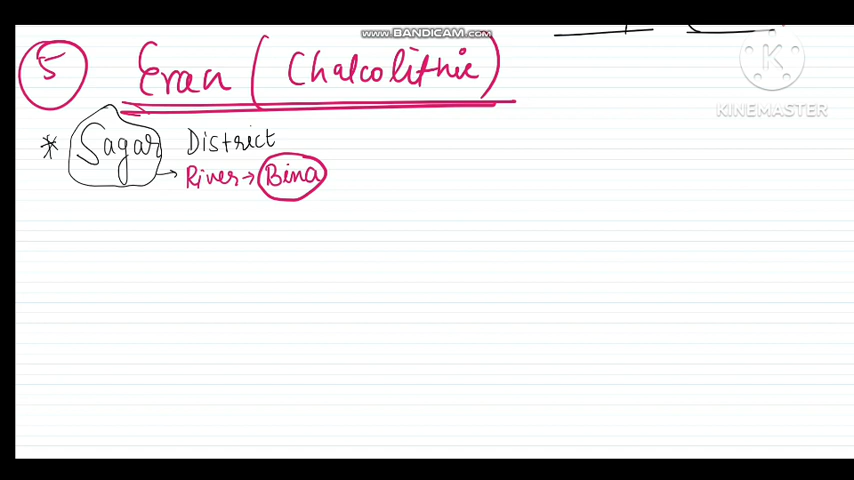 www.BANDICAM.com
5 Eran (Chalcolithic)
K
KINEMASTER
* Sagar District
→ River → Bina